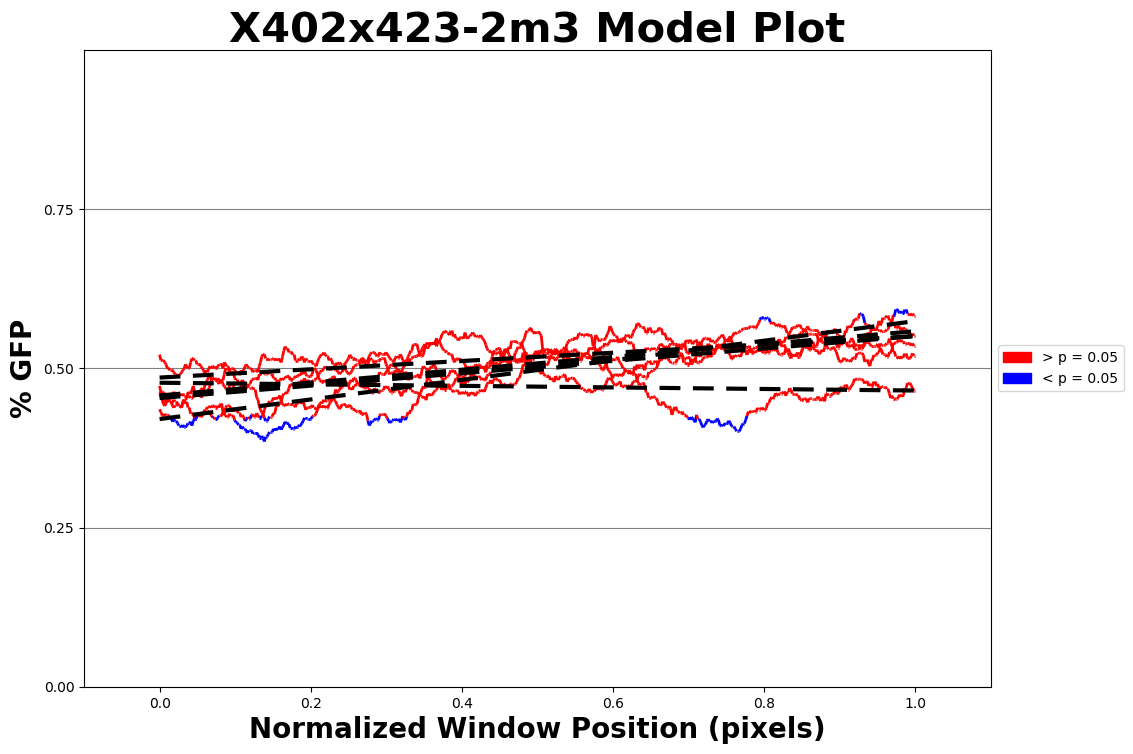 X402x423-2m3 Model Plot
% GFP
0.75
0.50
0.25
0.00
0.0 0.2 0.4 0.6 0.8 1.0
Normalized Window Position (pixels)
> p = 0.05
< p = 0.05